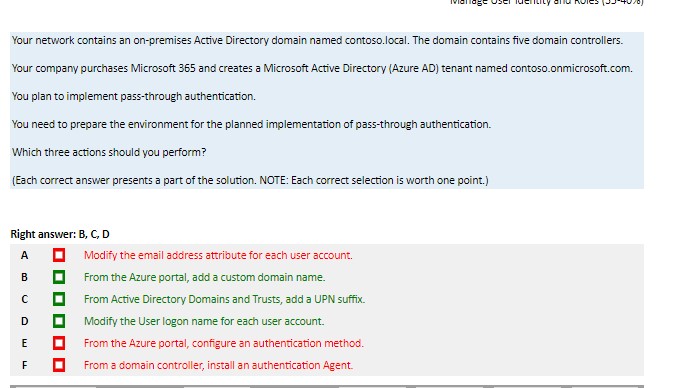 Manage User Identity and Roles (35-40%)
Your network contains an on-premises Active Directory domain named contoso.local. The domain contains five domain controllers.
Your company purchases Microsoft 365 and creates a Microsoft Active Directory (Azure AD) tenant named contoso.onmicrosoft.com.
You plan to implement pass-through authentication.
You need to prepare the environment for the planned implementation of pass-through authentication.
Which three actions should you perform?
(Each correct answer presents a part of the solution. NOTE: Each correct selection is worth one point.)
Right answer: B, C, D
A Modify the email address attribute for each user account.
B From the Azure portal, add a custom domain name.
C From Active Directory Domains and Trusts, add a UPN suffix.
D Modify the User logon name for each user account.
E From the Azure portal, configure an authentication method.
F From a domain controller, install an authentication Agent.